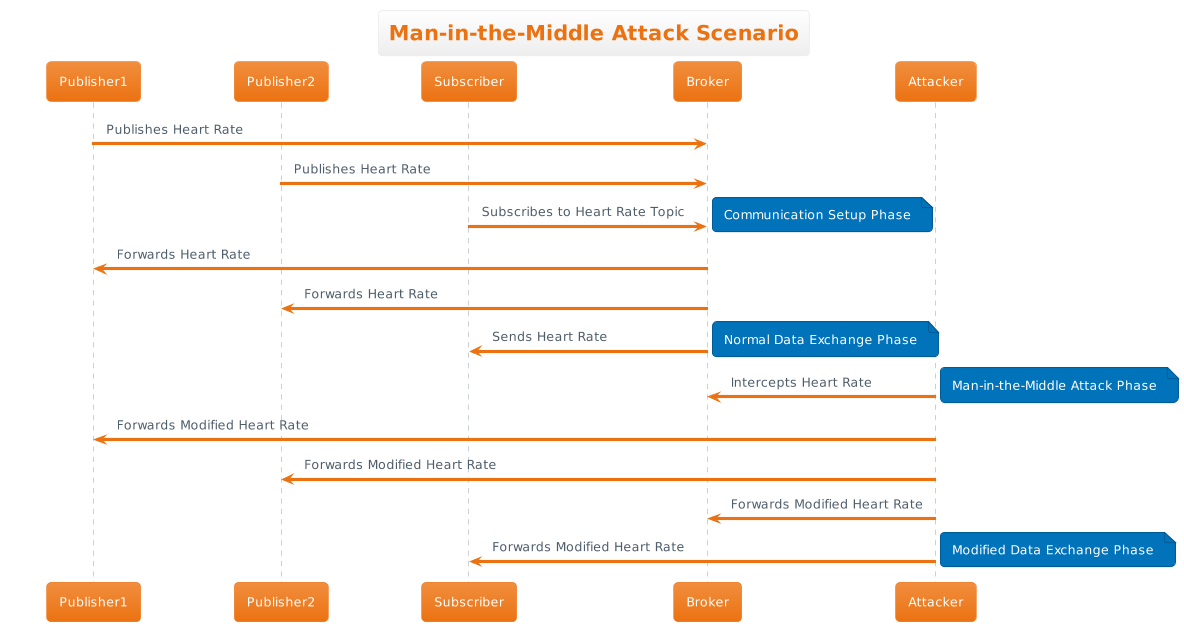 Man-in-the-Middle Attack Scenario
Publisher1
Publisher2
Subscriber
Broker
Attacker
Publishes Heart Rate
Publishes Heart Rate
Subscribes to Heart Rate Topic
Communication Setup Phase
Forwards Heart Rate
Forwards Heart Rate
Sends Heart Rate
Normal Data Exchange Phase
Intercepts Heart Rate
Man-in-the-Middle Attack Phase
Forwards Modified Heart Rate
Forwards Modified Heart Rate
Forwards Modified Heart Rate
Forwards Modified Heart Rate
Modified Data Exchange Phase
Publisher1
Publisher2
Subscriber
Broker
Attacker